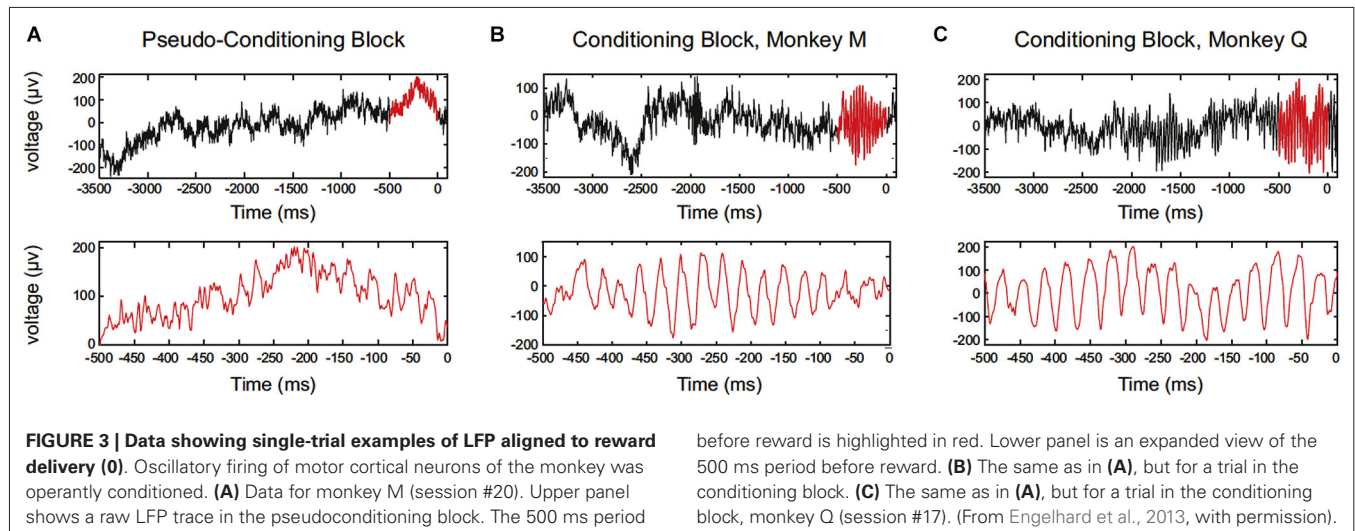 A
Pseudo-Conditioning Block
voltage (μv)
200
100
0
-100
-200
-3500 -3000 -2500 -2000 -1500 -1000 -500 0
Time (ms)
voltage (μv)
200
100
0
-500 -450 -400 -350 -300 -250 -200 -150 -100 -50 0
Time (ms)
B
Conditioning Block, Monkey M
100
0
-100
-200
-3500 -3000 -2500 -2000 -1500 -1000 -500 0
Time (ms)
100
0
-100
-200
-500 -450 -400 -350 -300 -250 -200 -150 -100 -50 0
Time (ms)
C
Conditioning Block, Monkey Q
200
100
0
-100
-200
-3500 -3000 -2500 -2000 -1500 -1000 -500 0
Time (ms)
200
100
0
-100
-200
-500 -450 -400 -350 -300 -250 -200 -150 -100 -50 0
Time (ms)
FIGURE 3 | Data showing single-trial examples of LFP aligned to reward
delivery (0). Oscillatory firing of motor cortical neurons of the monkey was
operantly conditioned. (A) Data for monkey M (session #20). Upper panel
shows a raw LFP trace in the pseudoconditioning block. The 500 ms period
before reward is highlighted in red. Lower panel is an expanded view of the
500 ms period before reward. (B) The same as in (A), but for a trial in the
conditioning block. (C) The same as in (A), but for a trial in the conditioning
block, monkey Q (session #17). (From Engelhard et al., 2013, with permission).